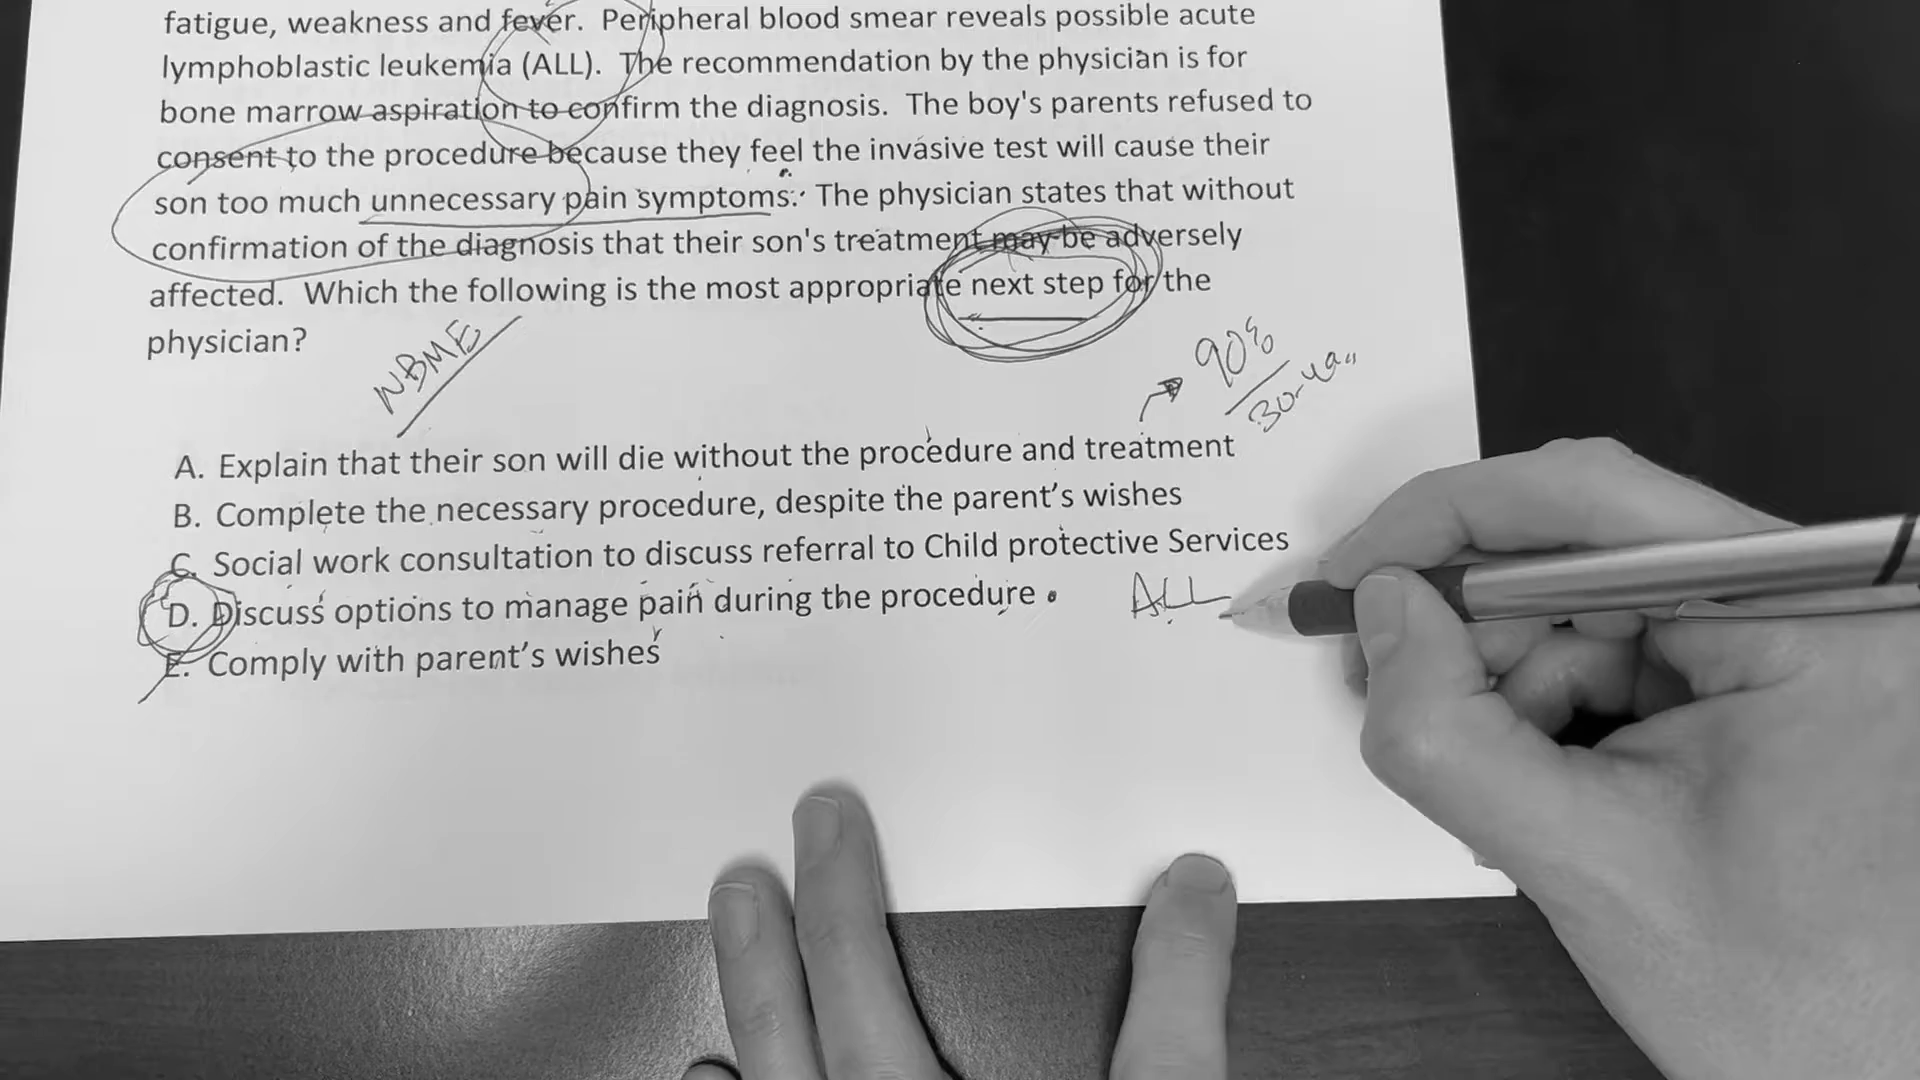 fatigue, weakness and fever. Peripheral blood smear reveals possible acute
lymphoblastic leukemia (ALL). The recommendation by the physician is for
bone marrow aspiration to confirm the diagnosis. The boy's parents refused to
consent to the procedure because they feel the invasive test will cause their
son too much unnecessary pain symptoms. The physician states that without
confirmation of the diagnosis that their son's treatment may be adversely
affected. Which the following is the most appropriate next step for the
physician?
NBME
90%
A. Explain that their son will die without the procedure and treatment
B. Complete the necessary procedure, despite the parent's wishes
C. Social work consultation to discuss referral to Child protective Services
D. Discuss options to manage pain during the procedure
ALL
E. Comply with parent's wishes